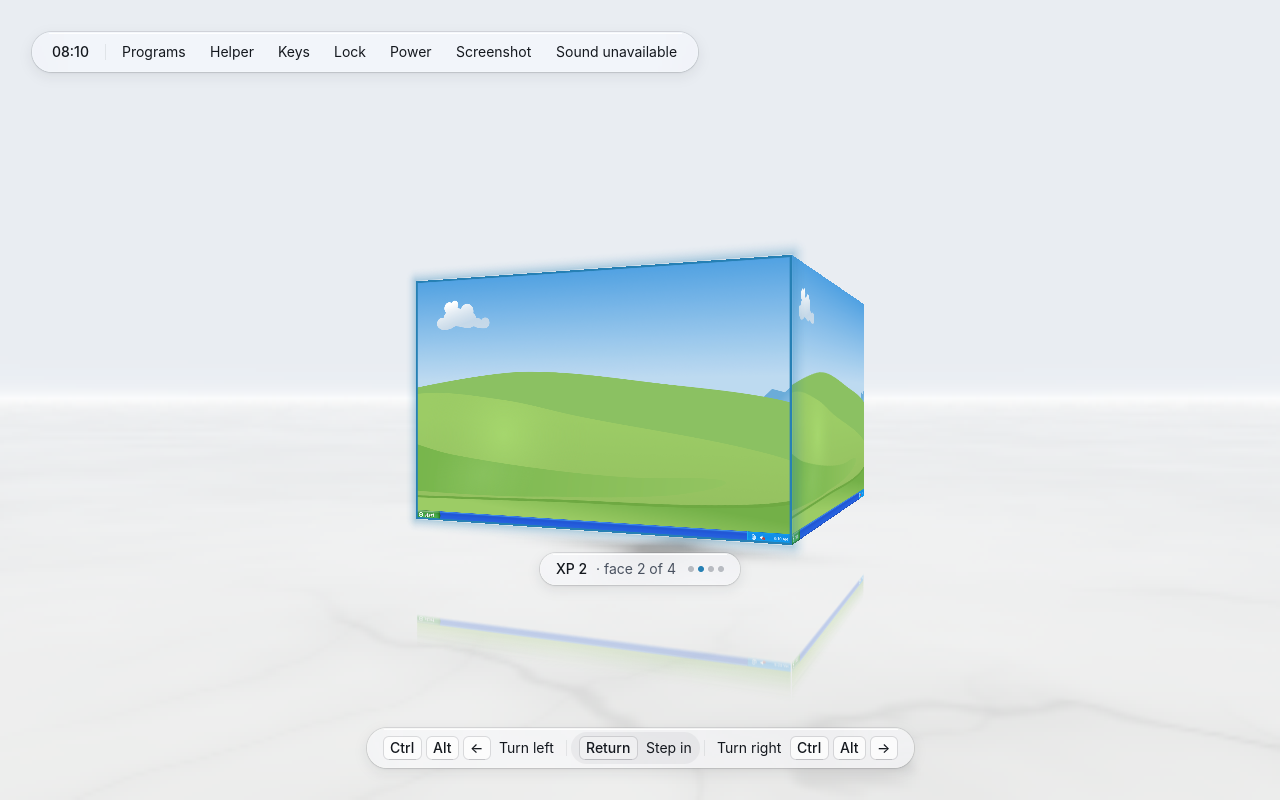 08:10 Programs Helper Keys Lock Power Screenshot Sound unavailable
XP 2 · face 2 of 4
Ctrl Alt ← Turn left Return Step in Turn right Ctrl Alt →